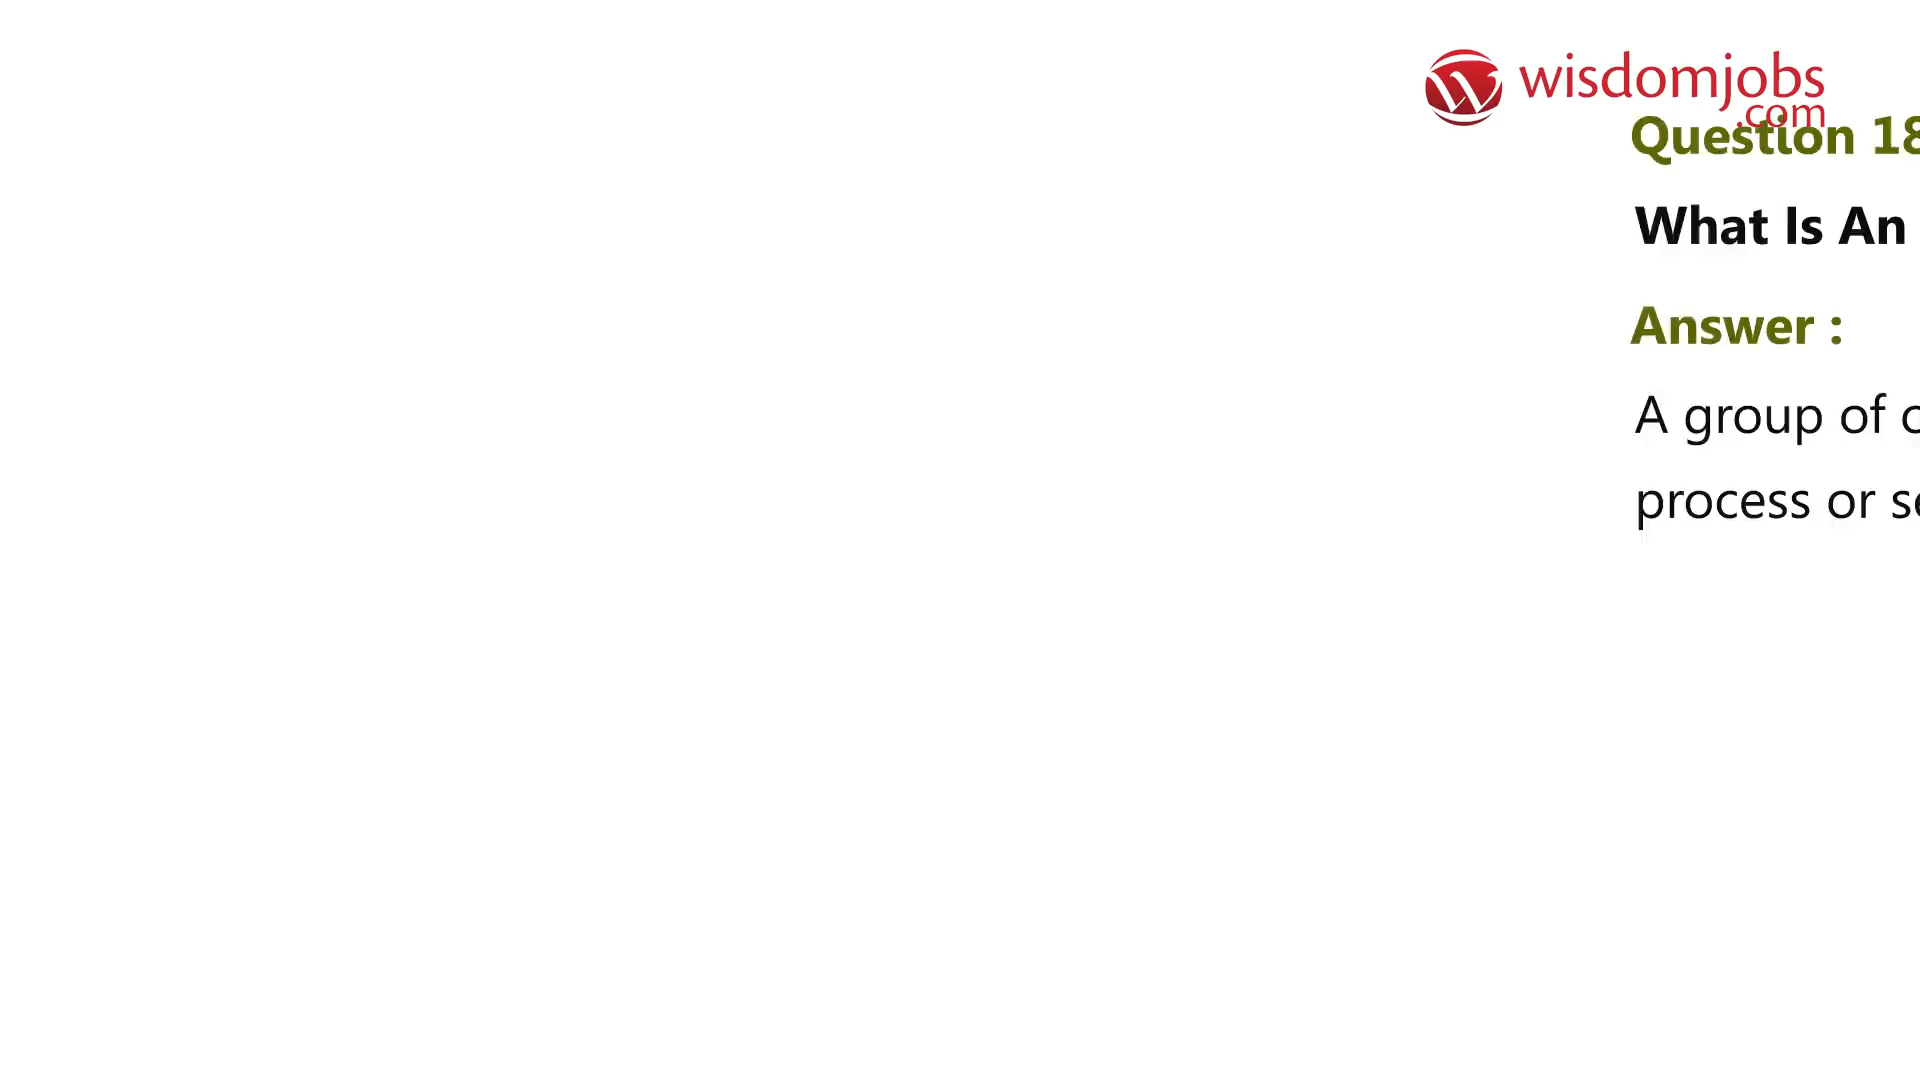 wisdomjobs
.com
Question 18
What Is An
Answer :
A group of
process or